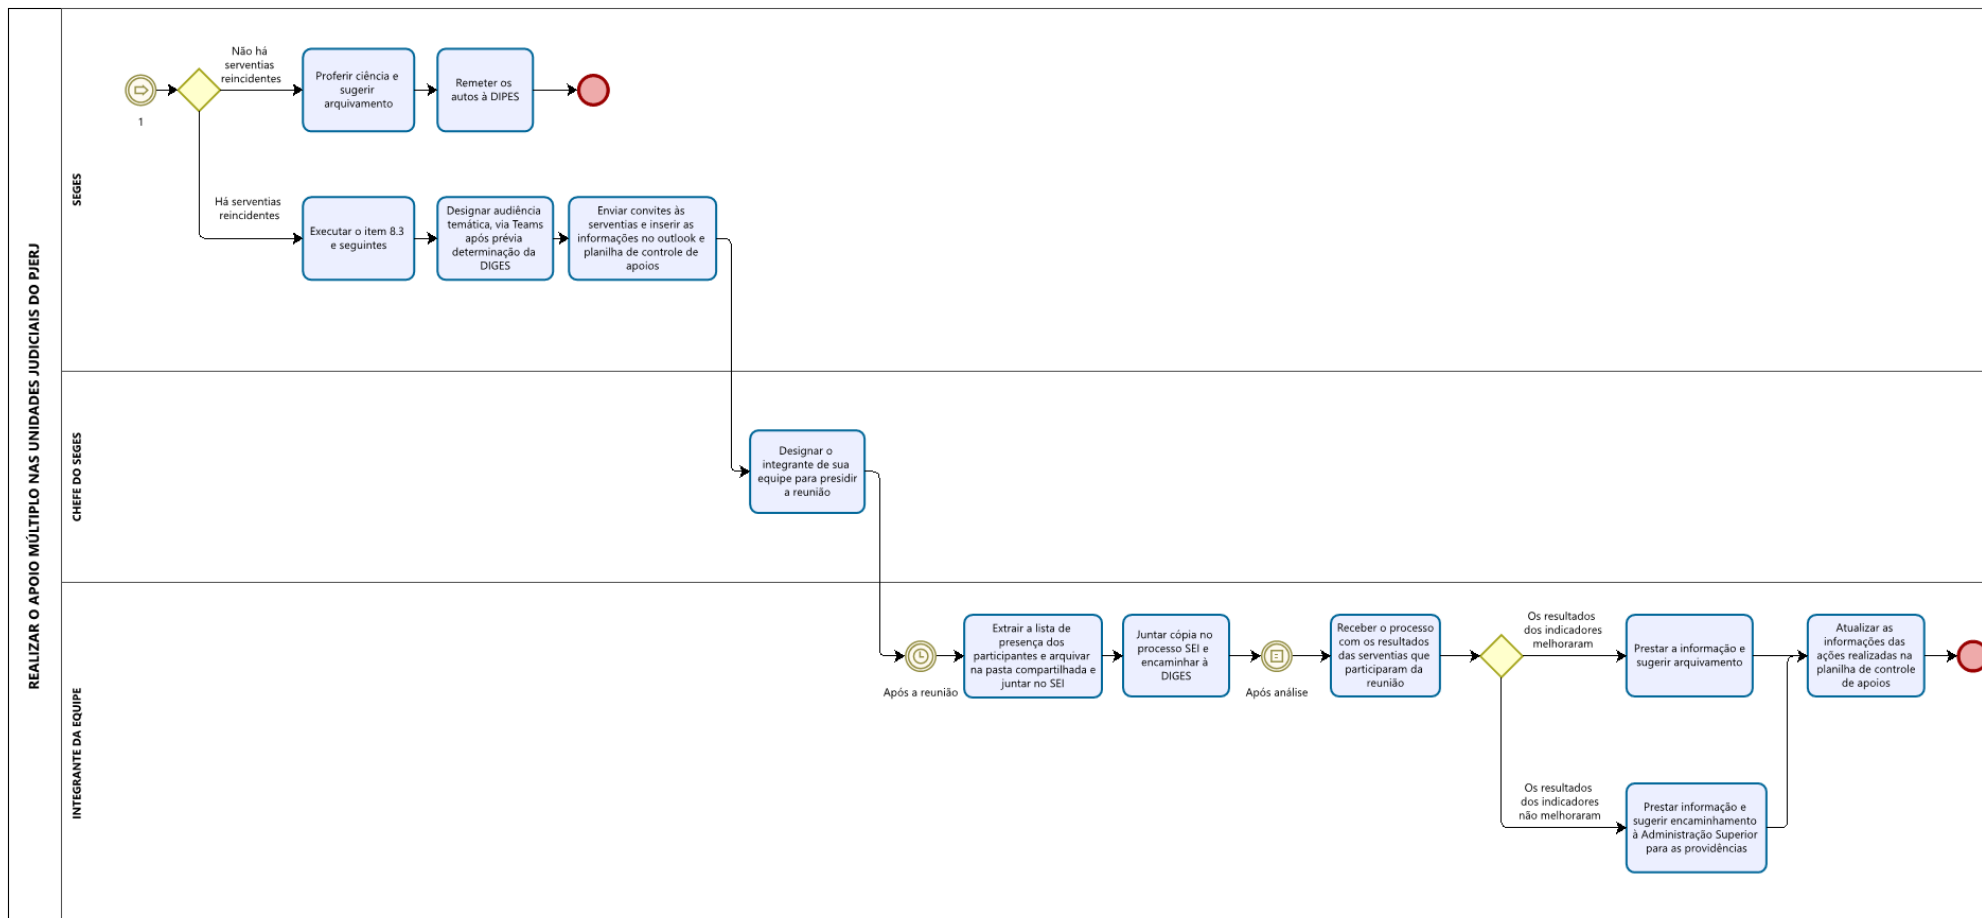 REALIZAR O APOIO MÚLTIPLO NAS UNIDADES JUDICIAIS DO PJERJ
SEGES
1
Não há
serventias
reincidentes
Proferir ciência e
sugerir
arquivamento
Remeter os
autos à DIPES
Há serventias
reincidentes
Executar o item 8.3
e seguintes
Designar audiência
temática, via Teams
após prévia
determinação da
DIGES
Enviar convites às
serventias e inserir as
informações no outlook e
planilha de controle de
apoios
CHEFE DO SEGES
Designar o
integrante de sua
equipe para presidir
a reunião
INTEGRANTE DA EQUIPE
Após a reunião
Extrair a lista de
presença dos
participantes e arquivar
na pasta compartilhada e
juntar no SEI
Juntar cópia no
processo SEI e
encaminhar à
DIGES
Após análise
Receber o processo
com os resultados
das serventias que
participaram da
reunião
Os resultados
dos indicadores
melhoraram
Prestar a informação e
sugerir arquivamento
Atualizar as
informações das
ações realizadas na
planilha de controle
de apoios
Os resultados
dos indicadores
não melhoraram
Prestar informação e
sugerir encaminhamento
à Administração Superior
para as providências